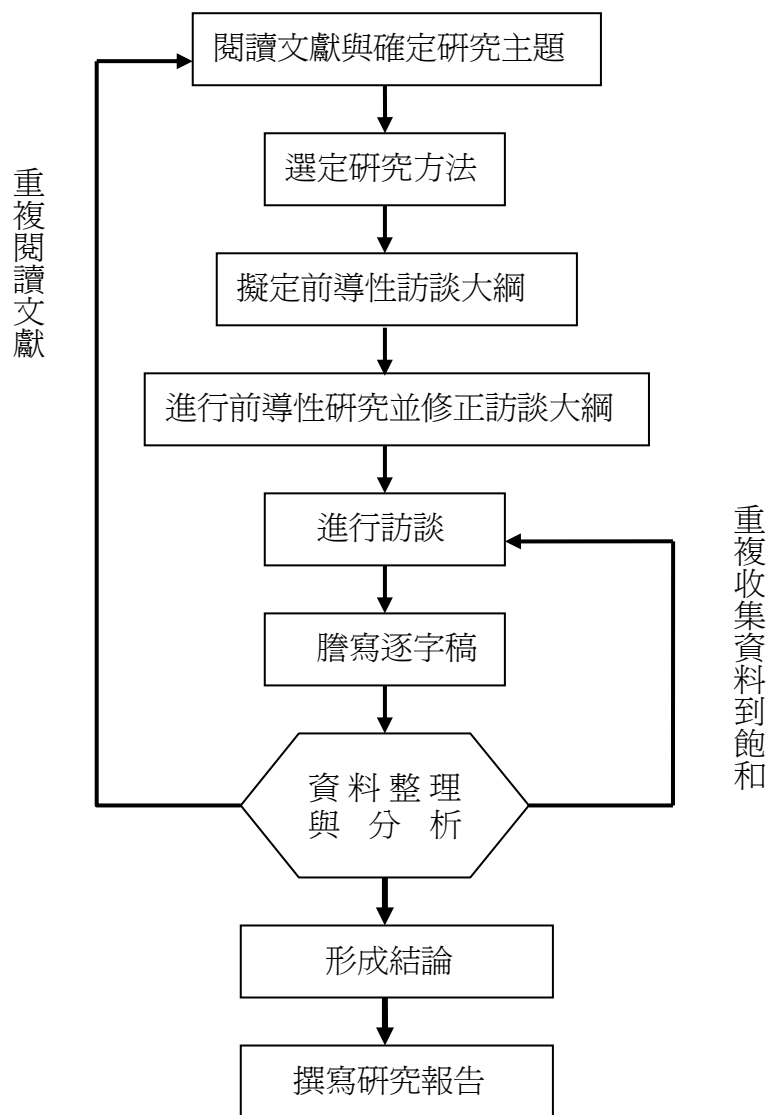 閱讀文獻與確定研究主題
選定研究方法
擬定前導性訪談大綱
進行前導性研究並修正訪談大綱
進行訪談
謄寫逐字稿
資料整理
與分析
形成結論
撰寫研究報告
重複閱讀文獻
重複收集資料到飽和